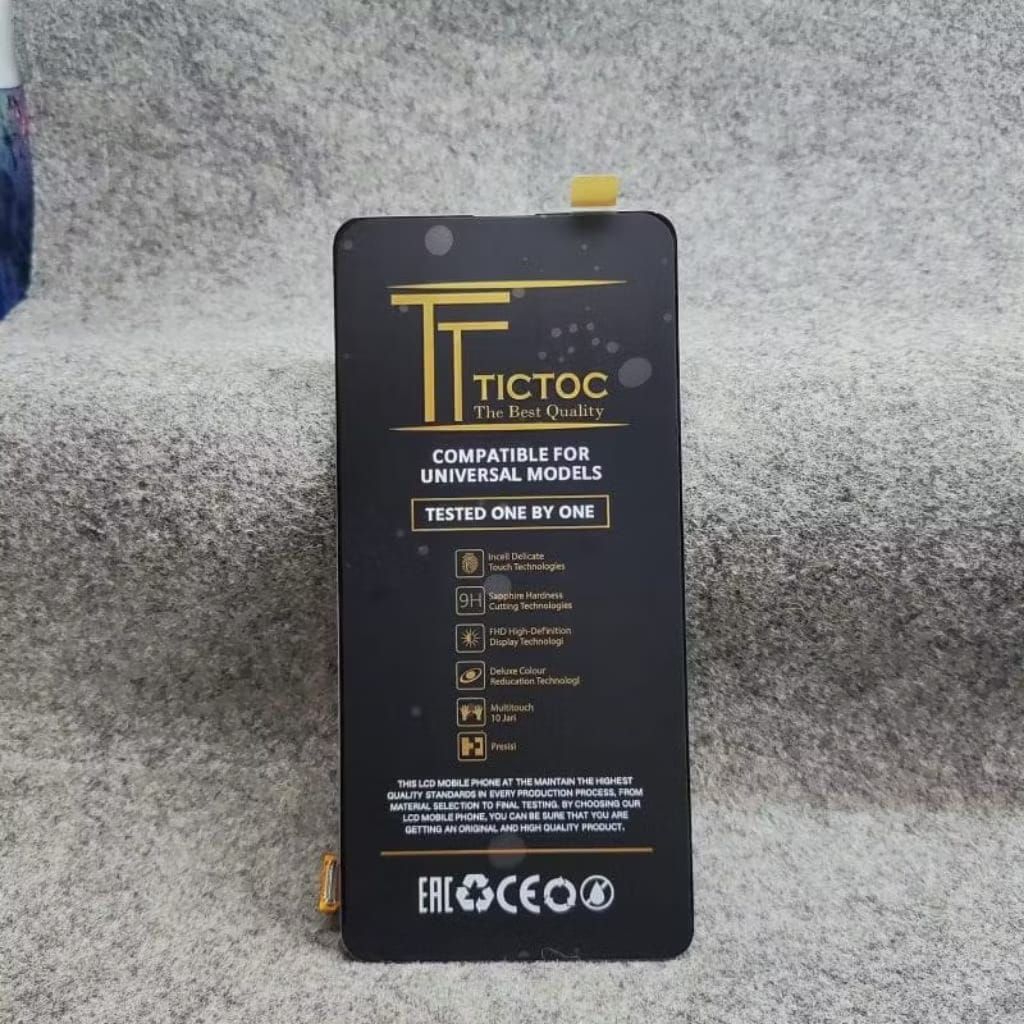 TT
TICTOC
The Best Quality
COMPATIBLE FOR
UNIVERSAL MODELS
TESTED ONE BY ONE
Incell Delicate
Touch Technologies
9H
Sapphire Hardness
Cutting Technologies
FHD High-Definition
Display Technologi
Deluxe Colour
Reducation Technologi
Multitouch
10 Jari
Presisi
THIS LCD MOBILE PHONE AT THE MAINTAIN THE HIGHEST
QUALITY STANDARDS IN EVERY PRODUCTION PROCESS, FROM
MATERIAL SELECTION TO FINAL TESTING. BY CHOOSING OUR
LCD MOBILE PHONE, YOU CAN BE SURE THAT YOU ARE
GETTING AN ORIGINAL AND HIGH QUALITY PRODUCT.
EAC CE